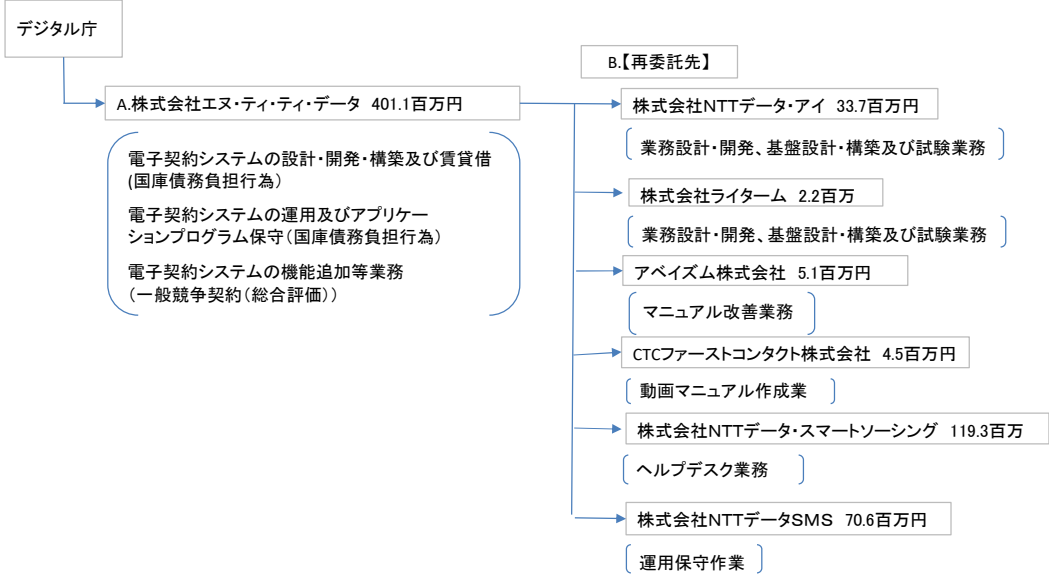 デジタル庁
B.【再委託先】
A.株式会社エヌ・ティ・ティ・データ 401.1百万円
電子契約システムの設計・開発・構築及び賃貸借
(国庫債務負担行為）
電子契約システムの運用及びアプリケー
ションプログラム保守（国庫債務負担行為）
電子契約システムの機能追加等業務
（一般競争契約（総合評価））
株式会社NTTデータ・アイ 33.7百万円
業務設計・開発、基盤設計・構築及び試験業務
株式会社ライターム 2.2百万
業務設計・開発、基盤設計・構築及び試験業務
アベイズム株式会社 5.1百万円
マニュアル改善業務
CTCファーストコンタクト株式会社 4.5百万円
動画マニュアル作成業
株式会社NTTデータ・スマートソーシング 119.3百万
ヘルプデスク業務
株式会社NTTデータSMS 70.6百万円
運用保守作業